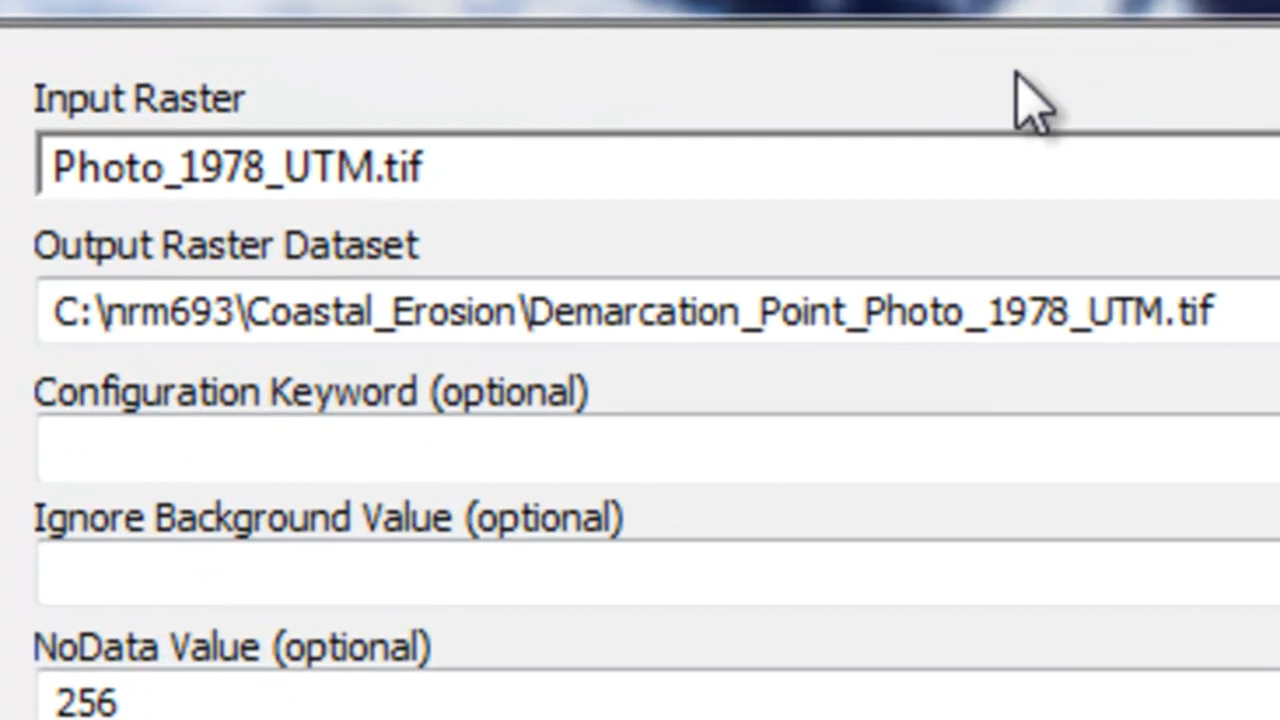 Input Raster
Photo_1978_UTM.tif
Output Raster Dataset
C:\nrm693\Coastal_Erosion\Demarcation_Point_Photo_1978_UTM.tif
Configuration Keyword (optional)
Ignore Background Value (optional)
NoData Value (optional)
256